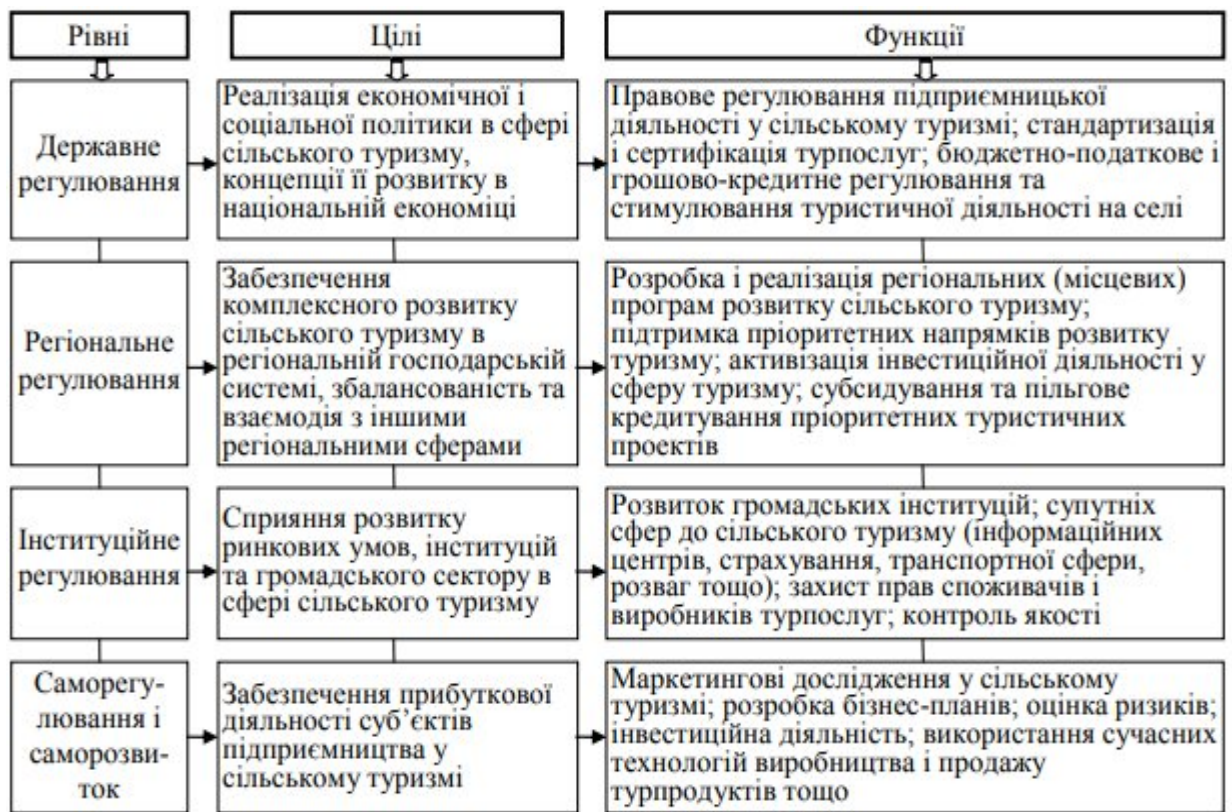 Рівні
Цілі
Функції
Державне
регулювання
Реалізація економічної і
соціальної політики в сфері
сільського туризму,
концепції її розвитку в
національній економіці
Правове регулювання підприємницької
діяльності у сільському туризмі; стандартизація
і сертифікація турпослуг; бюджетно-податкове і
грошово-кредитне регулювання та
стимулювання туристичної діяльності на селі
Регіональне
регулювання
Забезпечення
комплексного розвитку
сільського туризму в
регіональній господарській
системі, збалансованість та
взаємодія з іншими
регіональними сферами
Розробка і реалізація регіональних (місцевих)
програм розвитку сільського туризму;
підтримка пріоритетних напрямків розвитку
туризму; активізація інвестиційної діяльності у
сферу туризму; субсидування та пільгове
кредитування пріоритетних туристичних
проектів
Інституційне
регулювання
Сприяння розвитку
ринкових умов, інституцій
та громадського сектору в
сфері сільського туризму
Розвиток громадських інституцій; супутніх
сфер до сільського туризму (інформаційних
центрів, страхування, транспортної сфери,
розваг тощо); захист прав споживачів і
виробників турпослуг; контроль якості
Саморегу-
лювання і
саморозви-
ток
Забезпечення прибуткової
діяльності суб’єктів
підприємництва у
сільському туризмі
Маркетингові дослідження у сільському
туризмі; розробка бізнес-планів; оцінка ризиків;
інвестиційна діяльність; використання сучасних
технологій виробництва і продажу
турпродуктів тощо